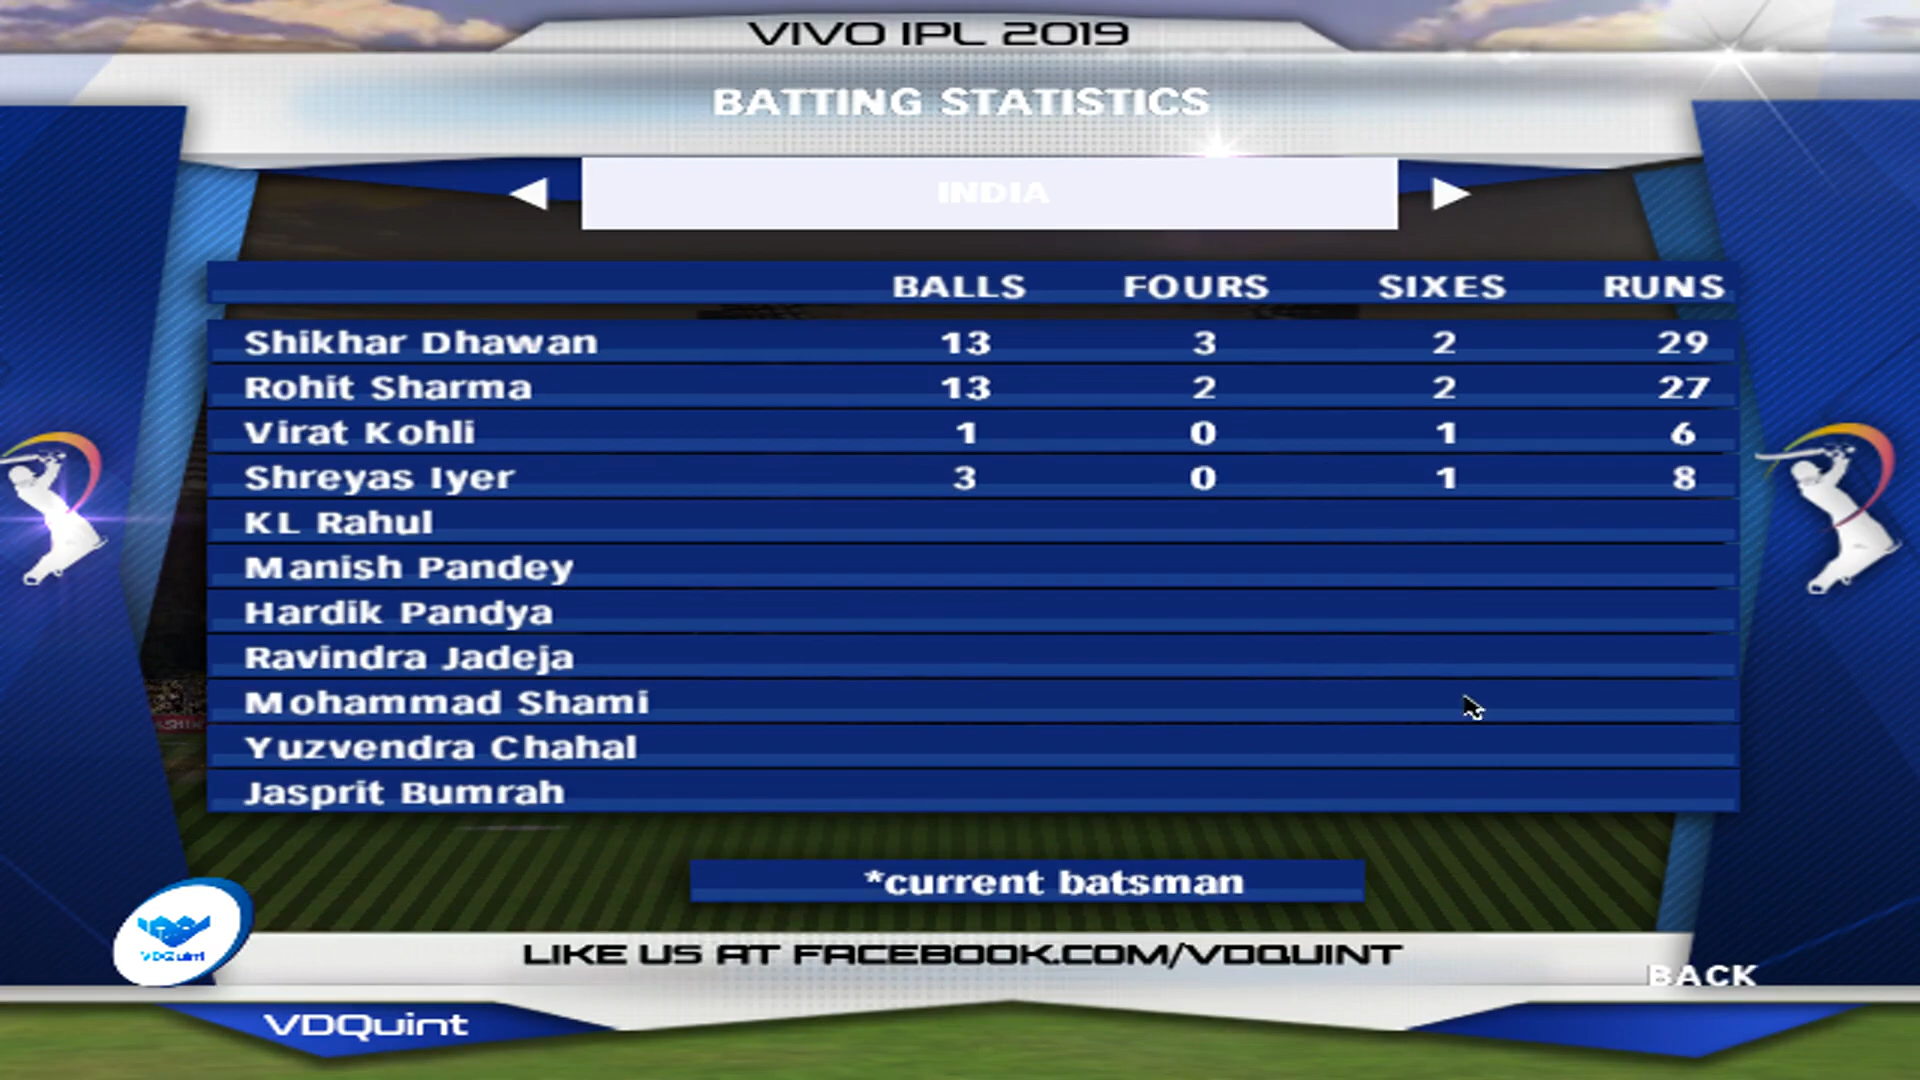 VIVO IPL 2019
BATTING STATISTICS
INDIA
BALLS FOURS SIXES RUNS
Shikhar Dhawan 13 3 2 29
Rohit Sharma 13 2 2 27
Virat Kohli 1 0 1 6
Shreyas Iyer 3 0 1 8
KL Rahul
Manish Pandey
Hardik Pandya
Ravindra Jadeja
Mohammad Shami
Yuzvendra Chahal
Jasprit Bumrah
*current batsman
VDQuint
LIKE US AT FACEBOOK.COM/VDQUINT
BACK
VDQuint